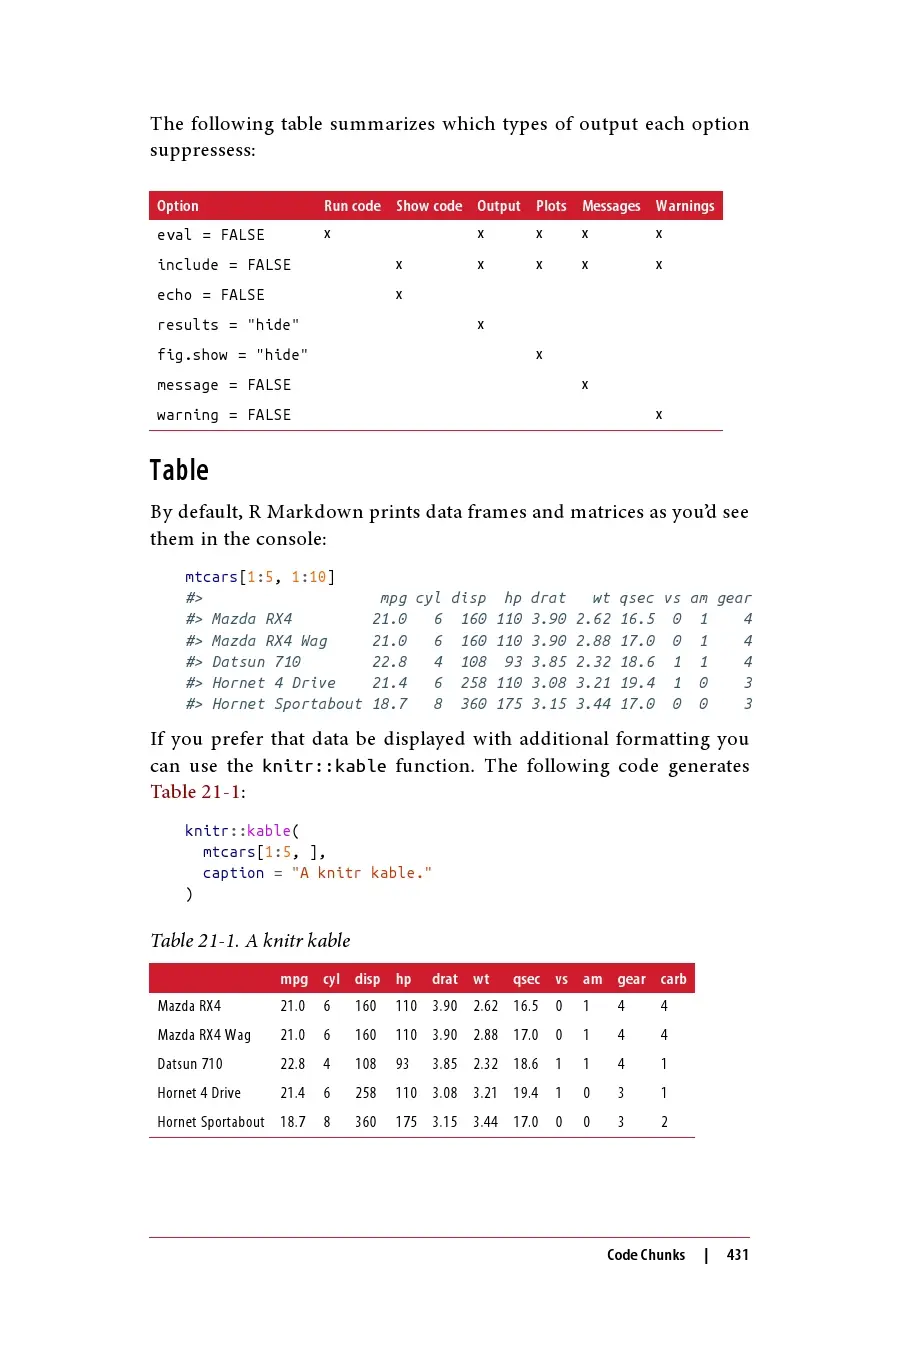 The following table summarizes which types of output each option
suppressess:
Option Run code Show code Output Plots Messages Warnings
eval = FALSE x x x x x
include = FALSE x x x x x
echo = FALSE x
results = "hide" x
fig.show = "hide" x
message = FALSE x
warning = FALSE x
Table
By default, R Markdown prints data frames and matrices as you’d see
them in the console:
mtcars[1:5, 1:10]
#> mpg cyl disp hp drat wt qsec vs am gear
#> Mazda RX4 21.0 6 160 110 3.90 2.62 16.5 0 1 4
#> Mazda RX4 Wag 21.0 6 160 110 3.90 2.88 17.0 0 1 4
#> Datsun 710 22.8 4 108 93 3.85 2.32 18.6 1 1 4
#> Hornet 4 Drive 21.4 6 258 110 3.08 3.21 19.4 1 0 3
#> Hornet Sportabout 18.7 8 360 175 3.15 3.44 17.0 0 0 3
If you prefer that data be displayed with additional formatting you
can use the knitr::kable function. The following code generates
Table 21-1:
knitr::kable(
mtcars[1:5, ],
caption = "A knitr kable."
)
Table 21-1. A knitr kable
mpg cyl disp hp drat wt qsec vs am gear carb
Mazda RX4 21.0 6 160 110 3.90 2.62 16.5 0 1 4 4
Mazda RX4 Wag 21.0 6 160 110 3.90 2.88 17.0 0 1 4 4
Datsun 710 22.8 4 108 93 3.85 2.32 18.6 1 1 4 1
Hornet 4 Drive 21.4 6 258 110 3.08 3.21 19.4 1 0 3 1
Hornet Sportabout 18.7 8 360 175 3.15 3.44 17.0 0 0 3 2
Code Chunks | 431